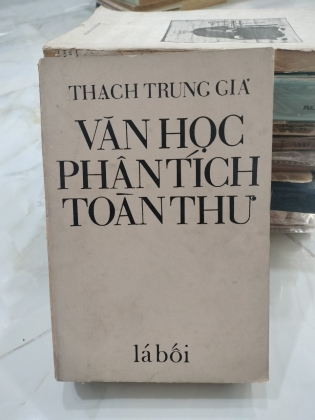 THẠCH TRUNG GIẢ
VĂN HỌC
PHÂN TÍCH
TOÀN THƯ
lá bối